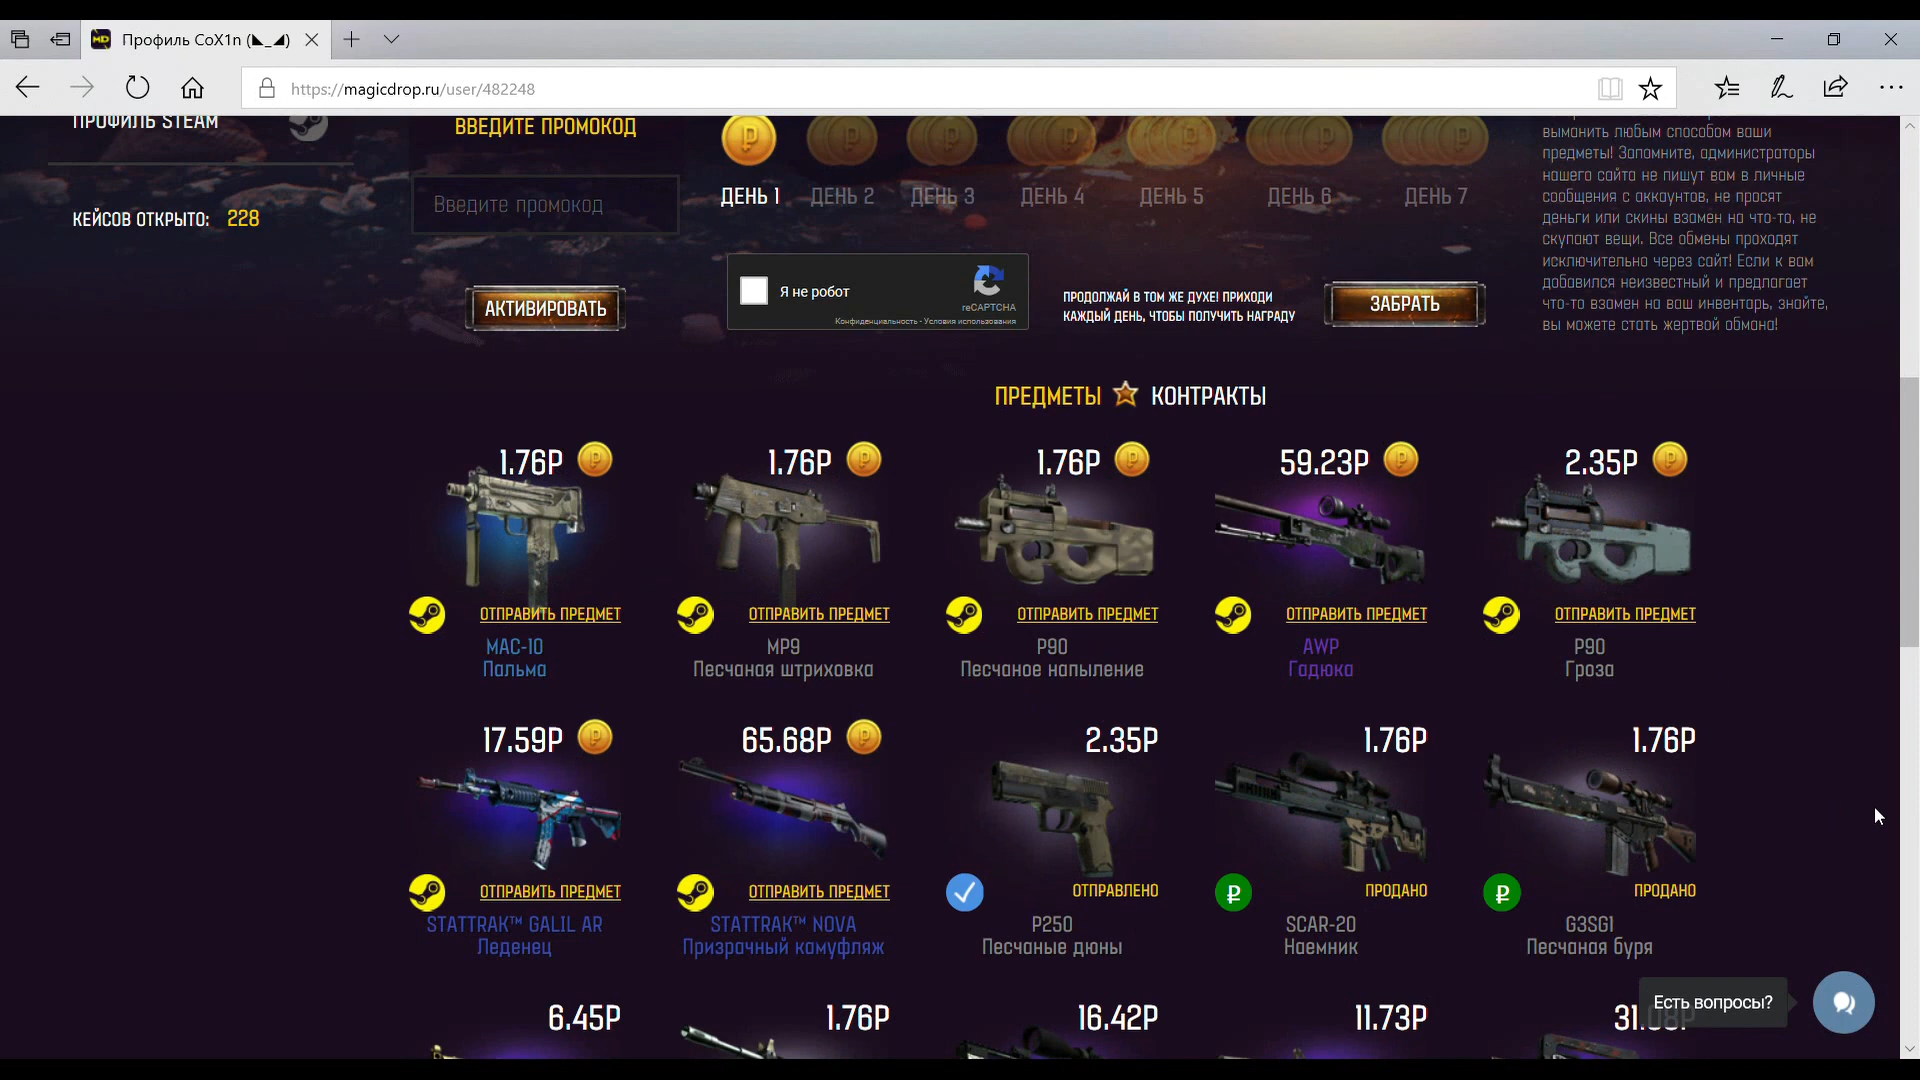 Профиль CoX1n (◣_◢)
https://magicdrop.ru/user/482248
ПРОФИЛЬ STEAM
КЕЙСОВ ОТКРЫТО: 228
ВВЕДИТЕ ПРОМОКОД
Введите промокод
АКТИВИРОВАТЬ
ДЕНЬ 1 ДЕНЬ 2 ДЕНЬ 3 ДЕНЬ 4 ДЕНЬ 5 ДЕНЬ 6 ДЕНЬ 7
Я не робот
reCAPTCHA
Конфиденциальность - Условия использования
ПРОДОЛЖАЙ В ТОМ ЖЕ ДУХЕ! ПРИХОДИ
КАЖДЫЙ ДЕНЬ, ЧТОБЫ ПОЛУЧИТЬ НАГРАДУ
ЗАБРАТЬ
выманить любым способом ваши
предметы! Запомните, администраторы
нашего сайта не пишут вам в личные
сообщения с аккаунтов, не просят
деньги или скины взамен на что-то, не
скупают вещи. Все обмены проходят
исключительно через сайт! Если к вам
добавился неизвестный и предлагает
что-то взамен на ваш инвентарь, знайте,
вы можете стать жертвой обмана!
ПРЕДМЕТЫ КОНТРАКТЫ
1.76Р 1.76Р 1.76Р 59.23Р 2.35Р
ОТПРАВИТЬ ПРЕДМЕТ ОТПРАВИТЬ ПРЕДМЕТ ОТПРАВИТЬ ПРЕДМЕТ ОТПРАВИТЬ ПРЕДМЕТ ОТПРАВИТЬ ПРЕДМЕТ
MAC-10 MP9 P90 AWP P90
Пальма Песчаная штриховка Песчаное напыление Гадюка Гроза
17.59Р 65.68Р 2.35Р 1.76Р 1.76Р
ОТПРАВИТЬ ПРЕДМЕТ ОТПРАВИТЬ ПРЕДМЕТ ОТПРАВЛЕНО ПРОДАНО ПРОДАНО
STATTRAK™ GALIL AR STATTRAK™ NOVA P250 SCAR-20 G3SG1
Леденец Призрачный камуфляж Песчаные дюны Наемник Песчаная буря
6.45Р 1.76Р 16.42Р 11.73Р
Есть вопросы?